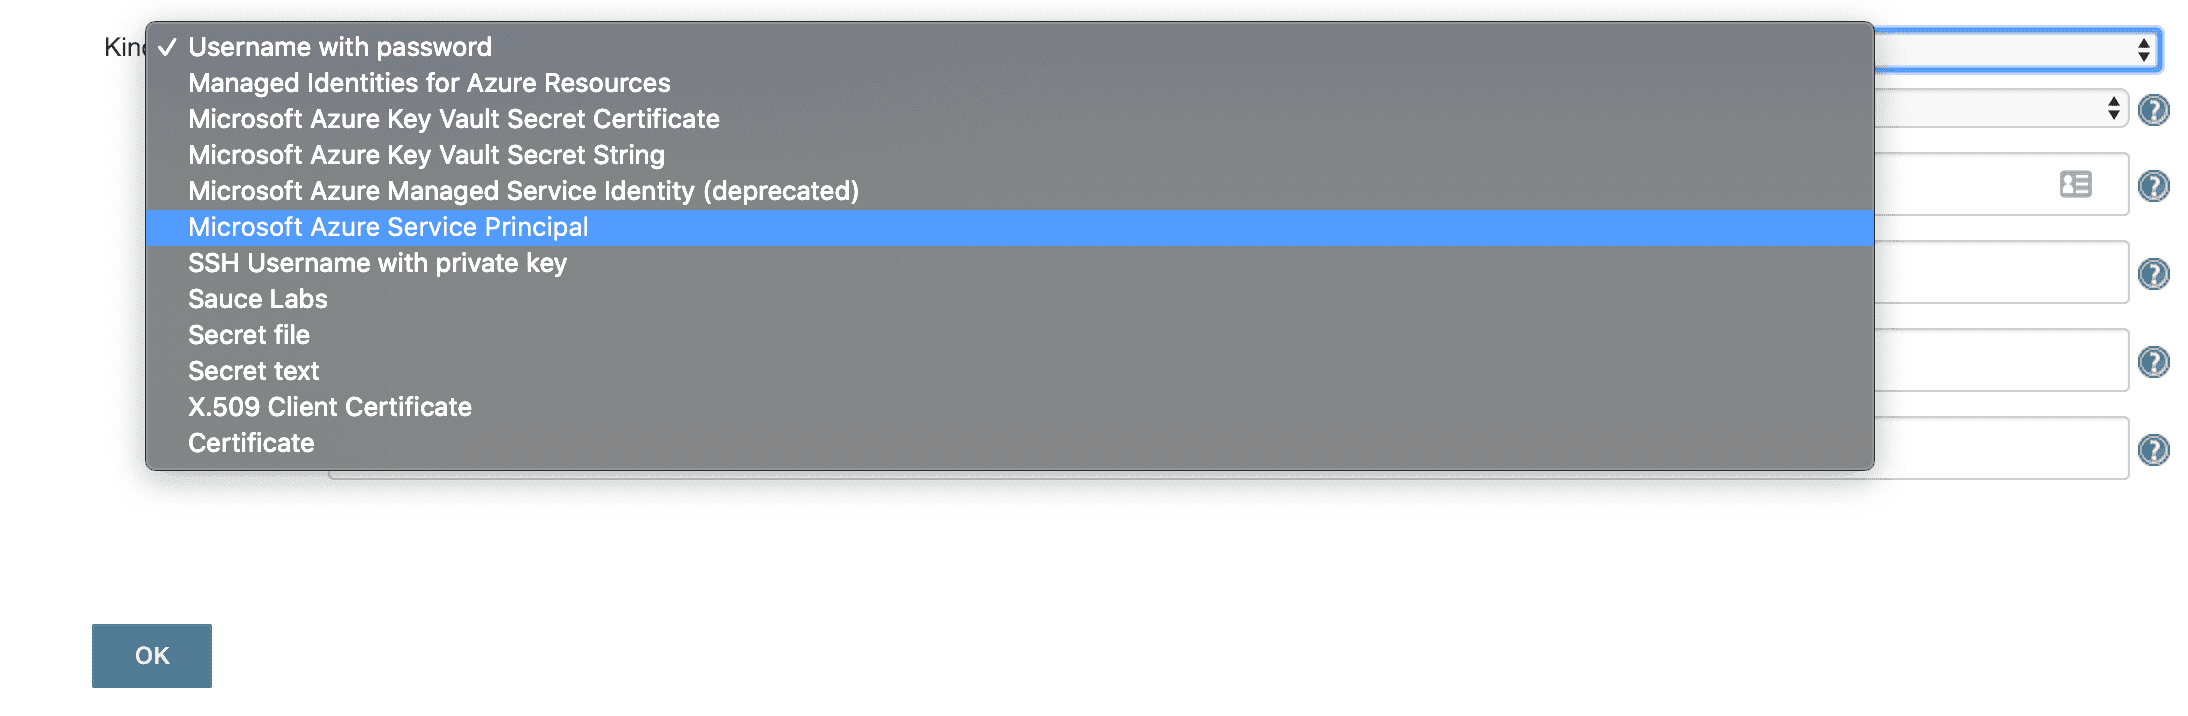 Kin
✓ Username with password
Managed Identities for Azure Resources
Microsoft Azure Key Vault Secret Certificate
Microsoft Azure Key Vault Secret String
Microsoft Azure Managed Service Identity (deprecated)
Microsoft Azure Service Principal
SSH Username with private key
Sauce Labs
Secret file
Secret text
X.509 Client Certificate
Certificate
OK